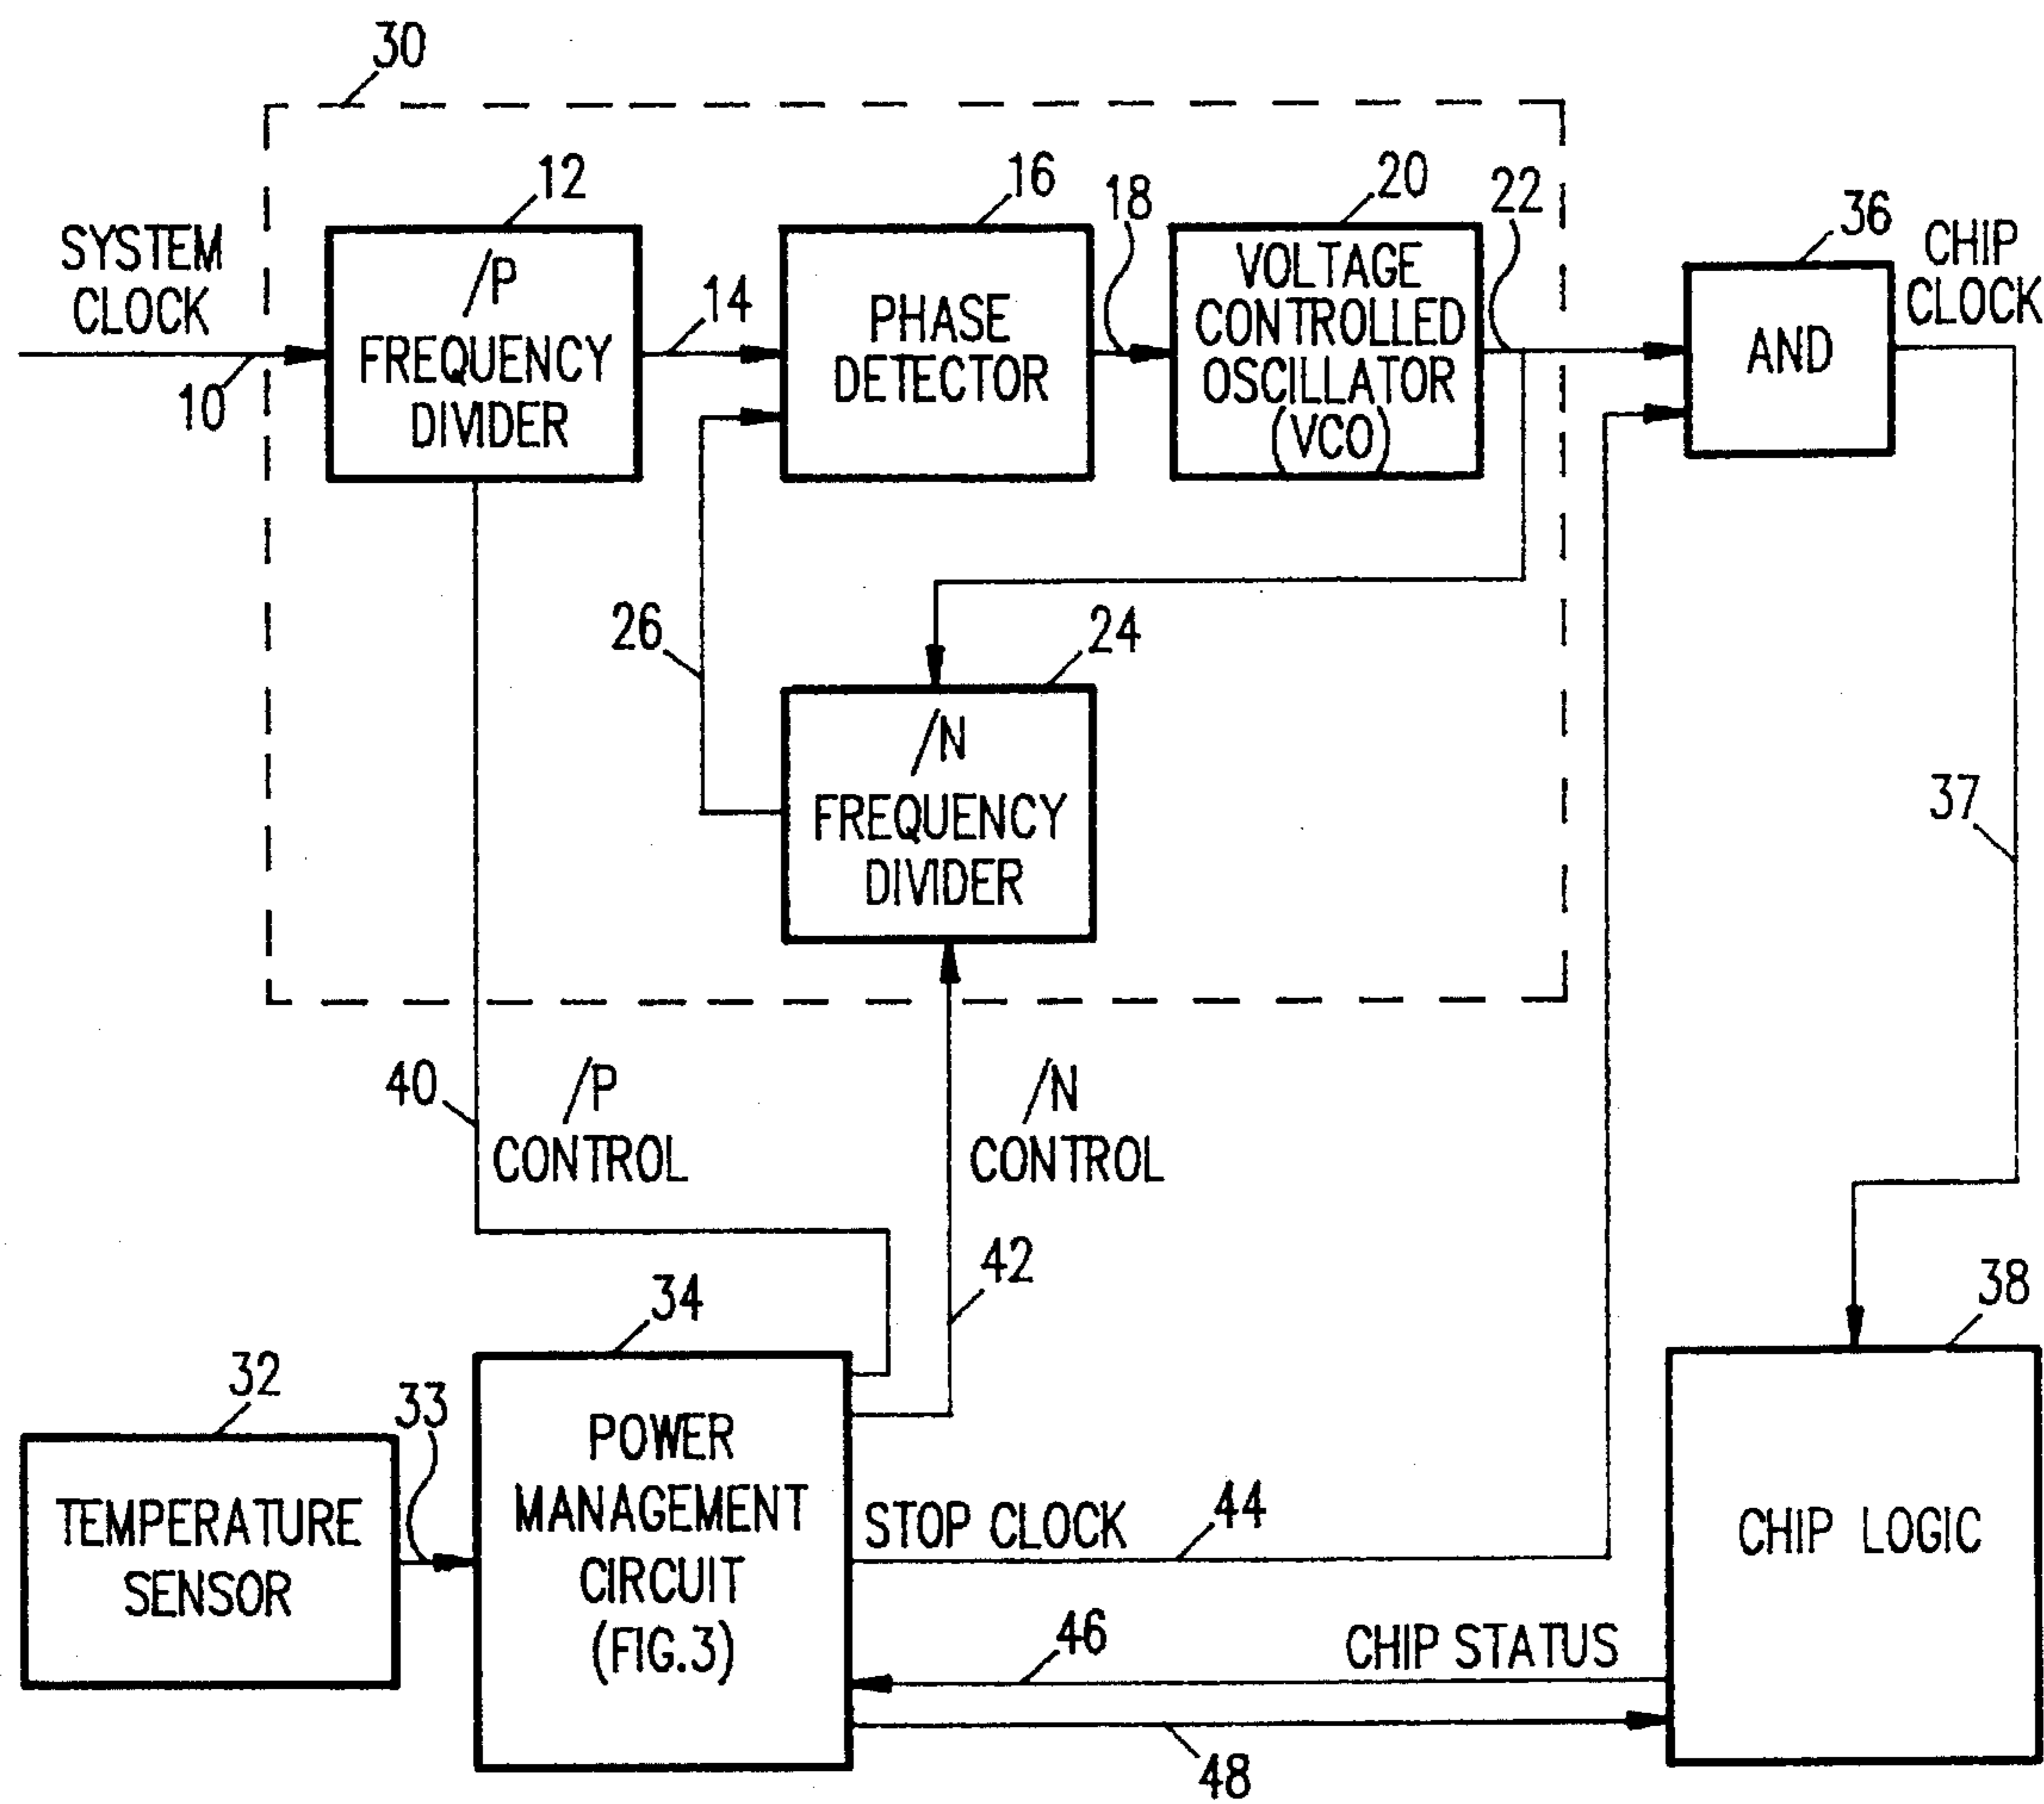 30
12
16
18
20
22
36
SYSTEM
CLOCK
10
/P
FREQUENCY
DIVIDER
14
PHASE
DETECTOR
VOLTAGE
CONTROLLED
OSCILLATOR
(VCO)
AND
CHIP
CLOCK
26
24
/N
FREQUENCY
DIVIDER
37
40
/P
CONTROL
/N
CONTROL
42
34
38
32
33
TEMPERATURE
SENSOR
POWER
MANAGEMENT
CIRCUIT
(FIG.3)
STOP CLOCK
44
CHIP LOGIC
46
CHIP STATUS
48